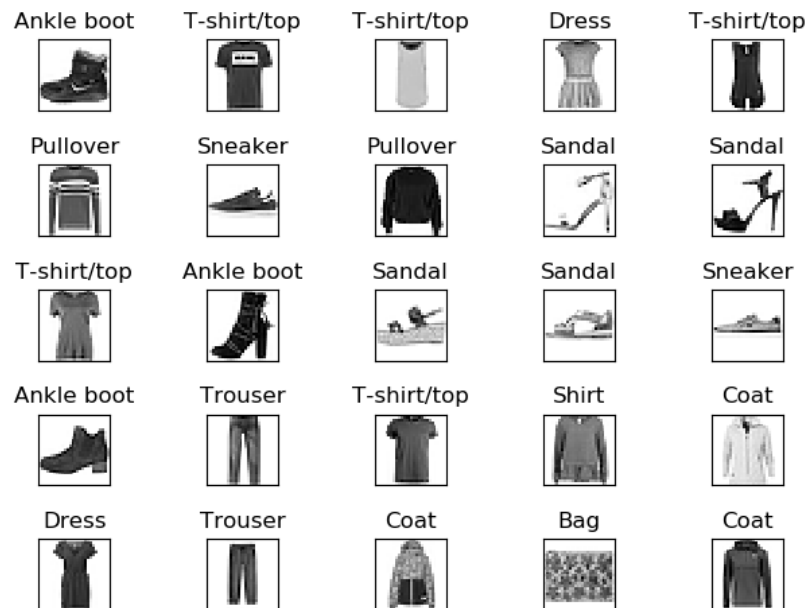 Ankle boot T-shirt/top T-shirt/top Dress T-shirt/top
Pullover Sneaker Pullover Sandal Sandal
T-shirt/top Ankle boot Sandal Sandal Sneaker
Ankle boot Trouser T-shirt/top Shirt Coat
Dress Trouser Coat Bag Coat